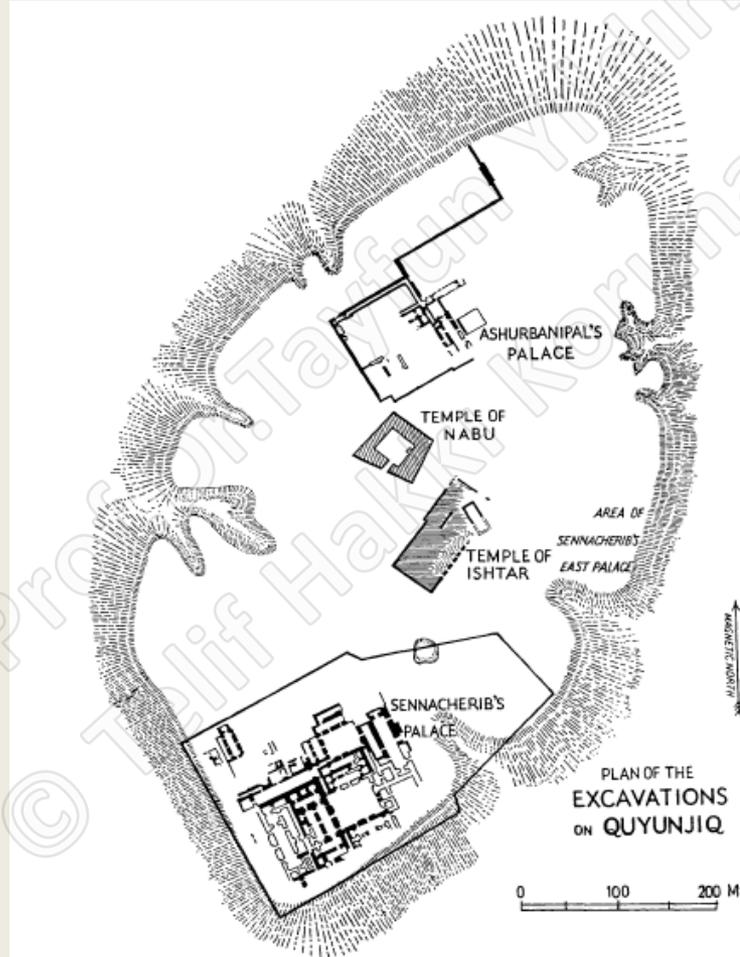 ASHURBANIPAL'S
PALACE
TEMPLE OF
NABU
AREA OF
SENNACHERIB'S
EAST PALACE
TEMPLE OF
ISHTAR
MAGNETIC NORTH
SENNACHERIB'S
PALACE
PLAN OF THE
EXCAVATIONS
ON QUYUNJIQ
0 100 200 M
Prof.Dr.Tayfun Yıldırım
© Telif Hakkı Koruma